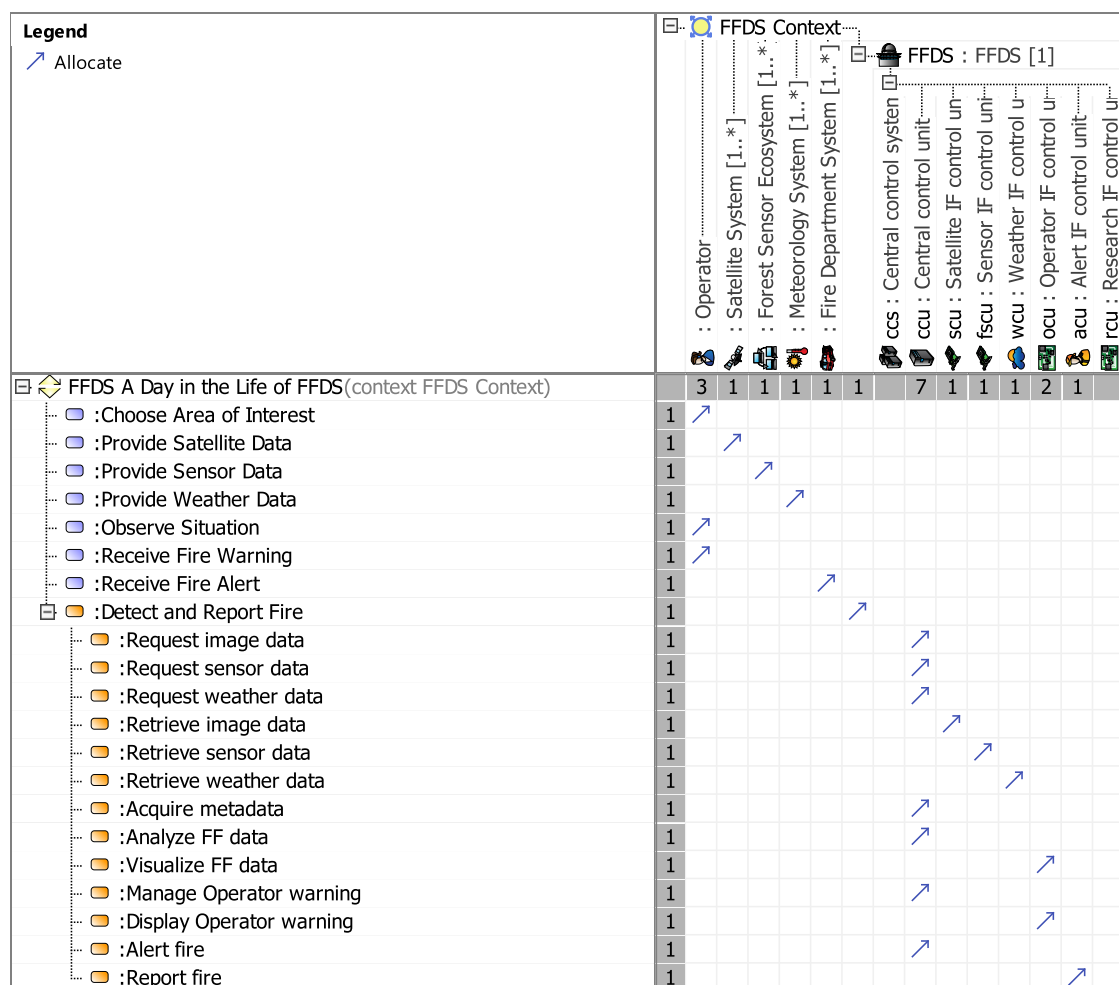 Legend
Allocate
FFDS Context
FFDS : FFDS [1]
: Operator
: Satellite System [1..*]
: Forest Sensor Ecosystem [1..*]
: Meteorology System [1..*]
: Fire Department System [1..*]
ccs : Central control systen
ccu : Central control unit
scu : Satellite IF control un
fscu : Sensor IF control uni
wcu : Weather IF control u
ocu : Operator IF control u
acu : Alert IF control unit
rcu : Research IF control u
FFDS A Day in the Life of FFDS(context FFDS Context) 3 1 1 1 1 1 7 1 1 1 2 1
:Choose Area of Interest 1
:Provide Satellite Data 1
:Provide Sensor Data 1
:Provide Weather Data 1
:Observe Situation 1
:Receive Fire Warning 1
:Receive Fire Alert 1
:Detect and Report Fire 1
:Request image data 1
:Request sensor data 1
:Request weather data 1
:Retrieve image data 1
:Retrieve sensor data 1
:Retrieve weather data 1
:Acquire metadata 1
:Analyze FF data 1
:Visualize FF data 1
:Manage Operator warning 1
:Display Operator warning 1
:Alert fire 1
:Report fire 1